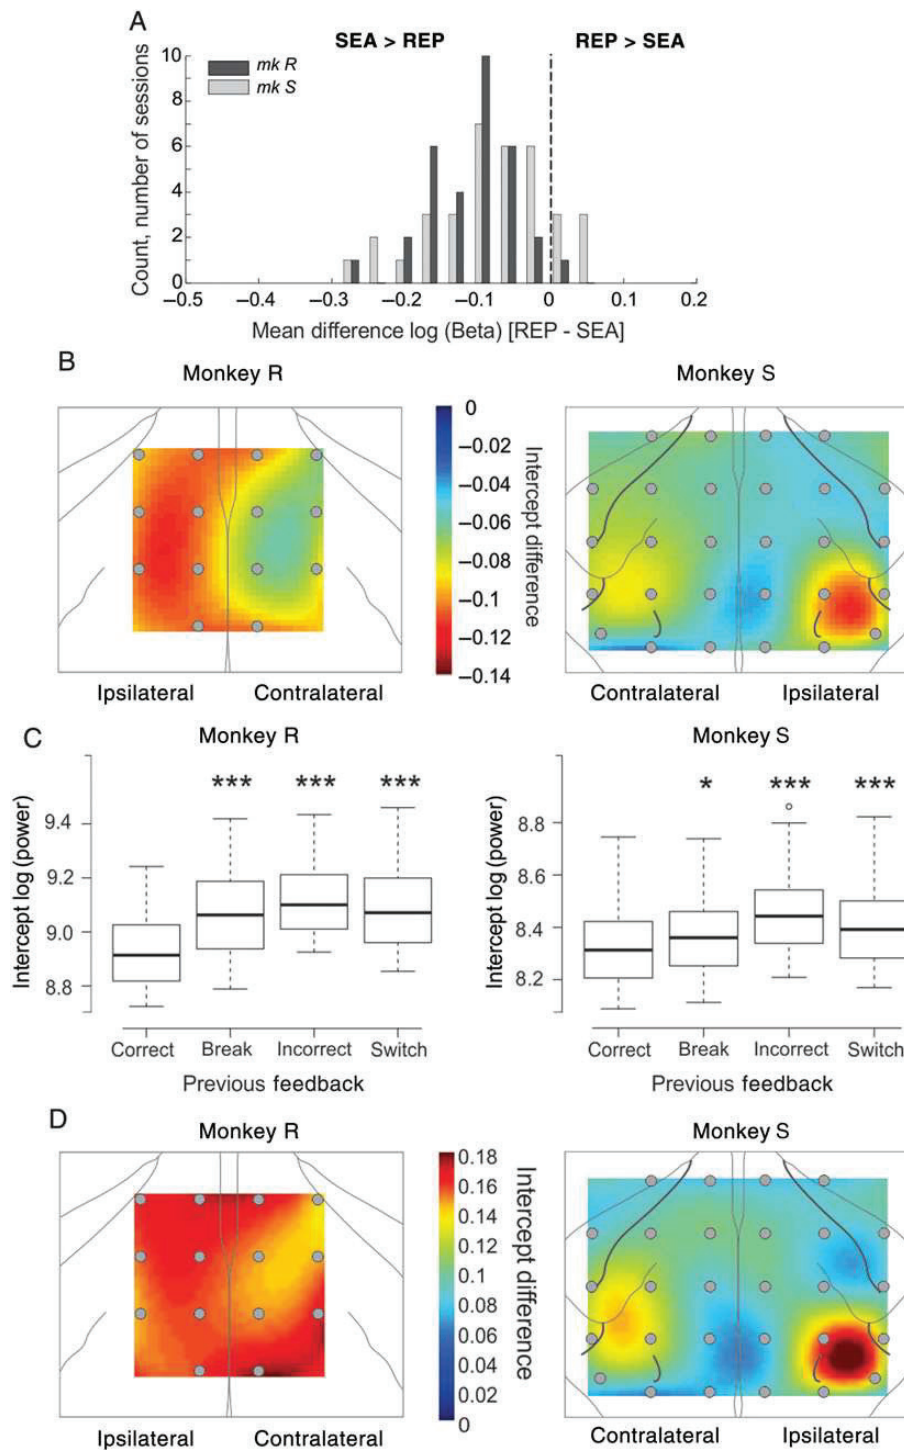 A
SEA > REP
REP > SEA
mk R
mk S
Count, number of sessions
10
8
6
4
2
0
−0.5
−0.4
−0.3
−0.2
−0.1
0
0.1
0.2
Mean difference log (Beta) [REP - SEA]
B
Monkey R
Monkey S
0
−0.02
−0.04
−0.06
−0.08
−0.1
−0.12
−0.14
Intercept difference
Ipsilateral
Contralateral
Contralateral
Ipsilateral
C
Monkey R
Monkey S
Intercept log (power)
9.4
9.2
9.0
8.8
***
***
***
Correct
Break
Incorrect
Switch
Previous feedback
Intercept log (power)
8.8
8.6
8.4
8.2
*
***
***
Correct
Break
Incorrect
Switch
Previous feedback
D
Monkey R
Monkey S
0.18
0.16
0.14
0.12
0.1
0.08
0.06
0.04
0.02
0
Intercept difference
Ipsilateral
Contralateral
Contralateral
Ipsilateral